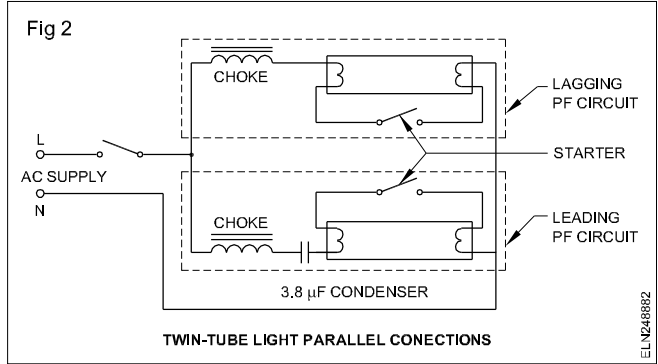 Fig 2
CHOKE
LAGGING
PF CIRCUIT
L
STARTER
AC SUPPLY
N
CHOKE
LEADING
PF CIRCUIT
3.8 µF CONDENSER
TWIN-TUBE LIGHT PARALLEL CONECTIONS
ELN248882